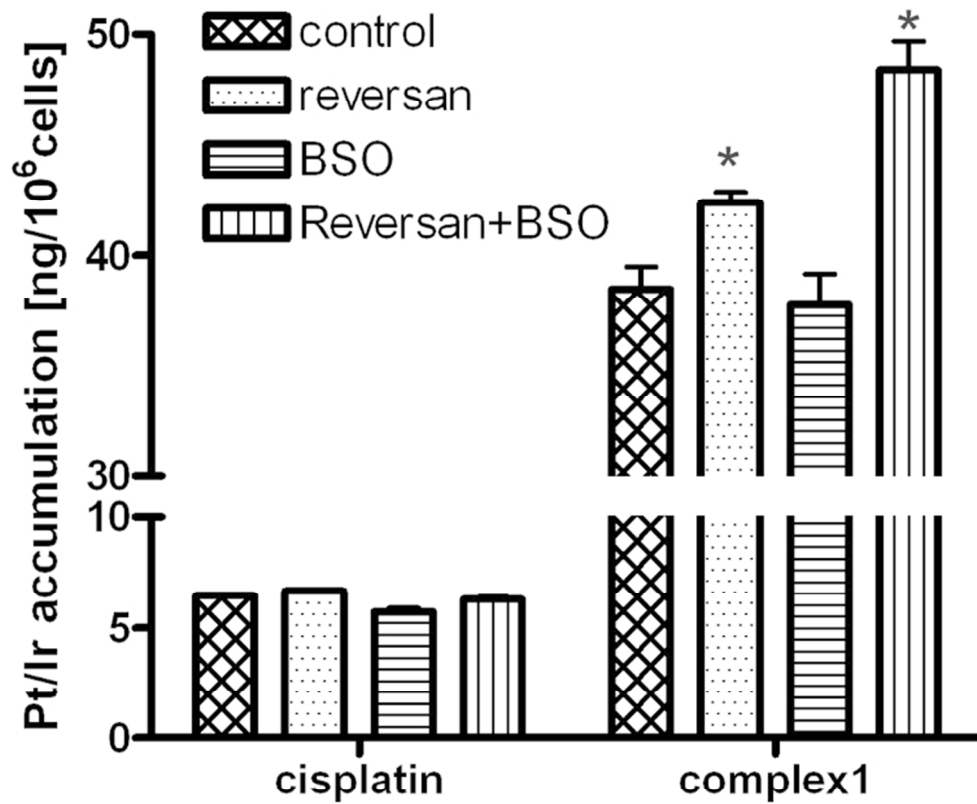 Pt/Ir accumulation [ng/10⁶cells]
50
40
30
10
5
0
control
reversan
BSO
Reversan+BSO
*
*
cisplatin
complex1